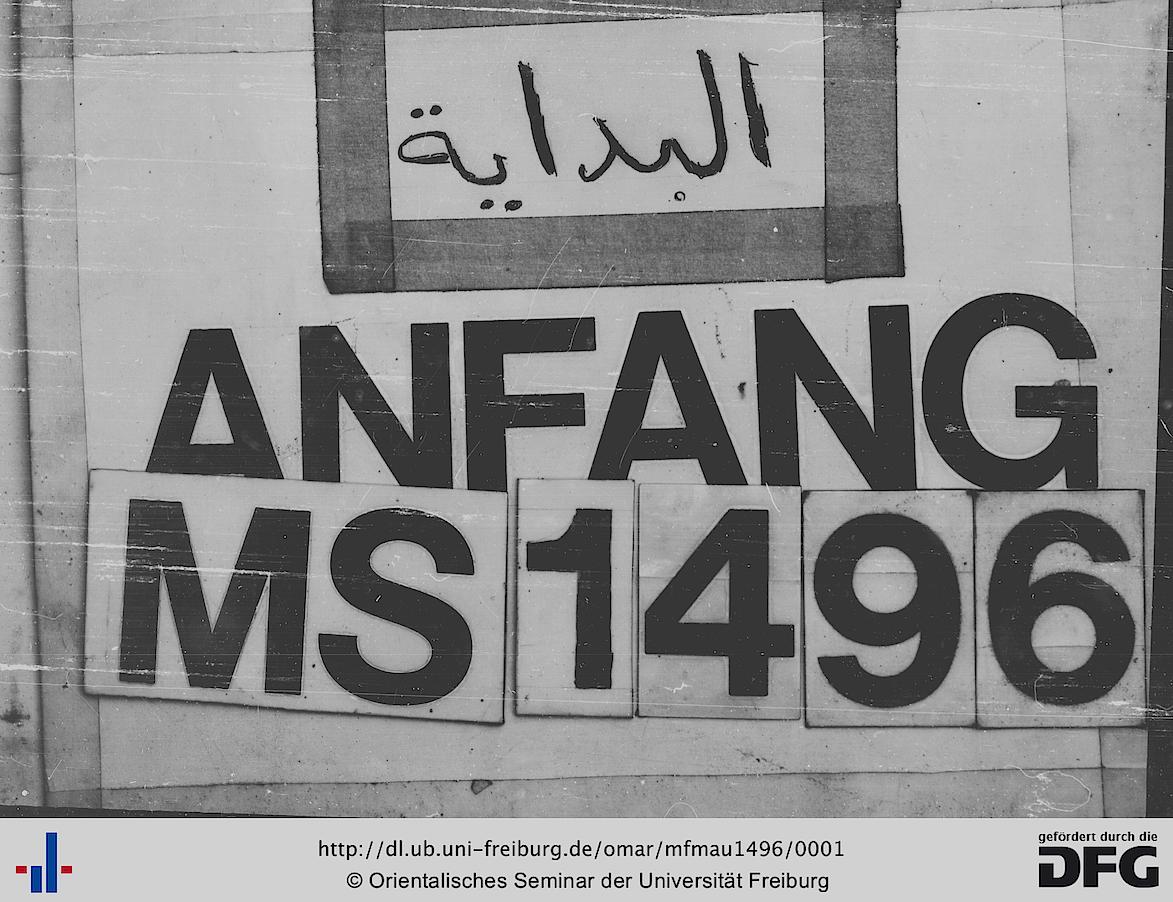 البداية
ANFANG
MS 1496
http://dl.ub.uni-freiburg.de/omar/mfmau1496/0001
© Orientalisches Seminar der Universität Freiburg
gefördert durch die
DFG